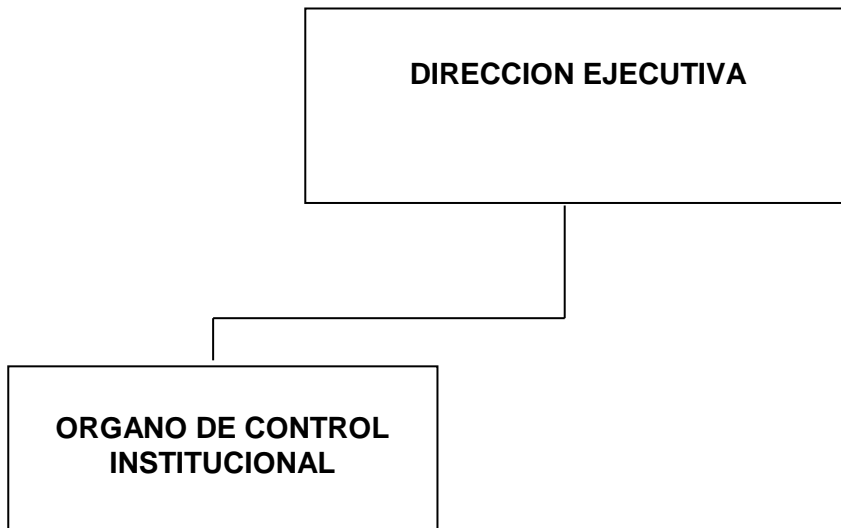 DIRECCION EJECUTIVA
ORGANO DE CONTROL
INSTITUCIONAL